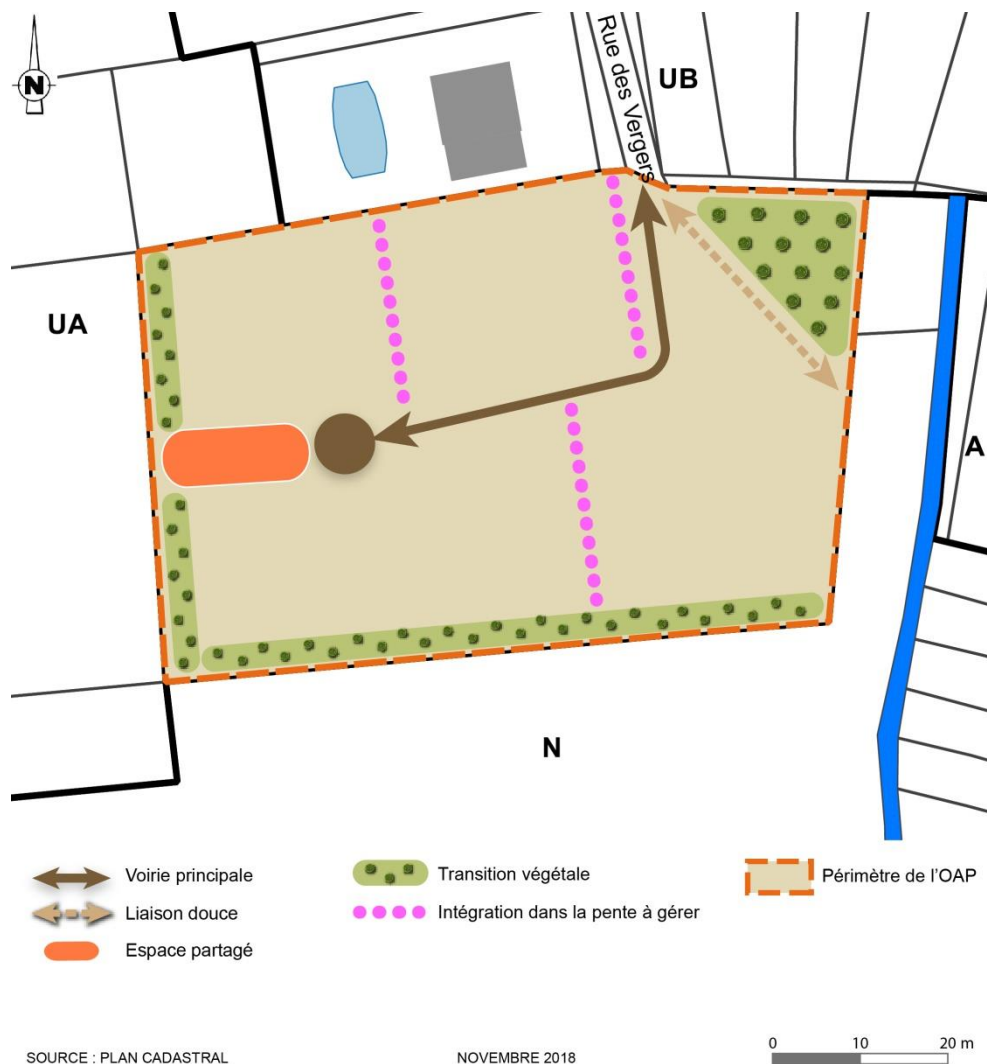 N
Rue des Vergers
UB
UA
A
N
Voirie principale
Liaison douce
Espace partagé
Transition végétale
Intégration dans la pente à gérer
Périmètre de l'OAP
SOURCE : PLAN CADASTRAL
NOVEMBRE 2018
0 10 20 m